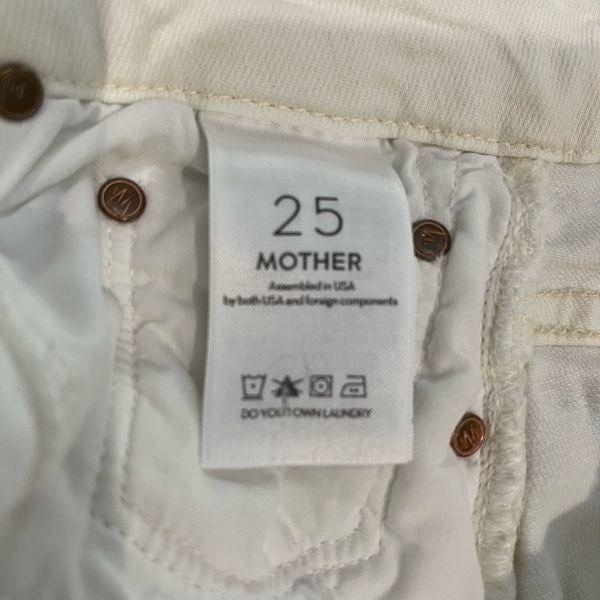 25
MOTHER
Assembled in USA
by both USA and foreign components
DO YOUR OWN LAUNDRY